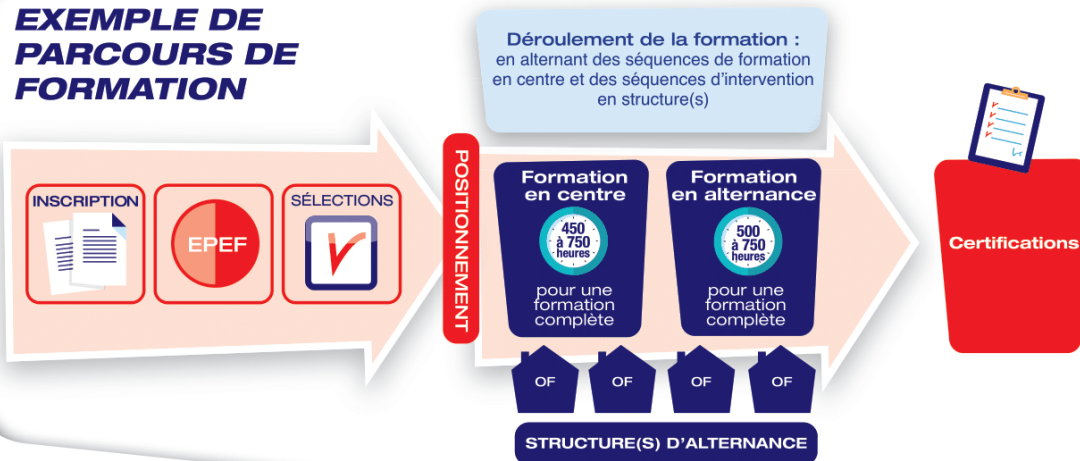 EXEMPLE DE
PARCOURS DE
FORMATION
Déroulement de la formation :
en alternant des séquences de formation
en centre et des séquences d'intervention
en structure(s)
INSCRIPTION
EPEF
SÉLECTIONS
POSITIONNEMENT
Formation
en centre
450
à 750
heures
pour une
formation
complète
Formation
en alternance
500
à 750
heures
pour une
formation
complète
Certifications
OF
OF
OF
OF
STRUCTURE(S) D'ALTERNANCE